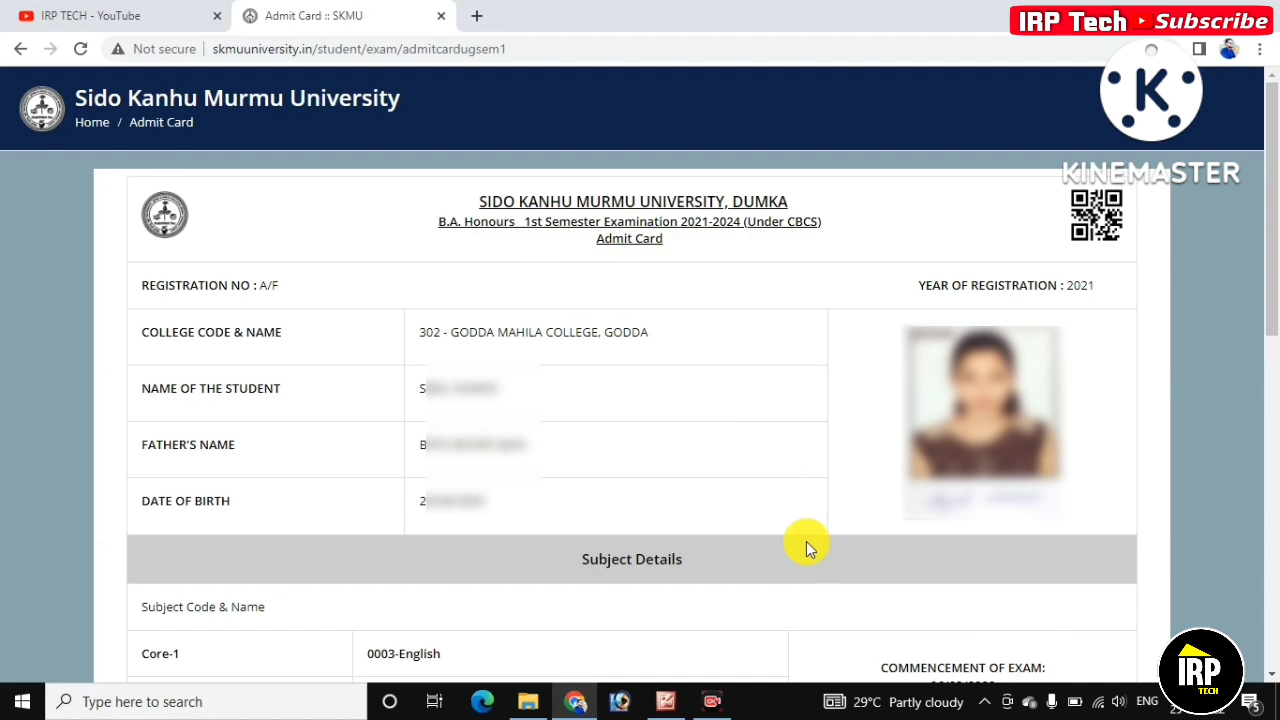 IRP TECH - YouTube
Admit Card :: SKMU
IRP Tech Subscribe
Not secure
skmuuniversity.in/student/exam/admitcardugsem1
K
KINEMASTER
Sido Kanhu Murmu University
Home / Admit Card
SIDO KANHU MURMU UNIVERSITY, DUMKA
B.A. Honours 1st Semester Examination 2021-2024 (Under CBCS)
Admit Card
REGISTRATION NO : A/F
YEAR OF REGISTRATION : 2021
COLLEGE CODE & NAME
302 - GODDA MAHILA COLLEGE, GODDA
NAME OF THE STUDENT
FATHER'S NAME
DATE OF BIRTH
Subject Details
Subject Code & Name
Core-1
0003-English
COMMENCEMENT OF EXAM:
IRP
TECH
Type here to search
29°C Partly cloudy
ENG
5